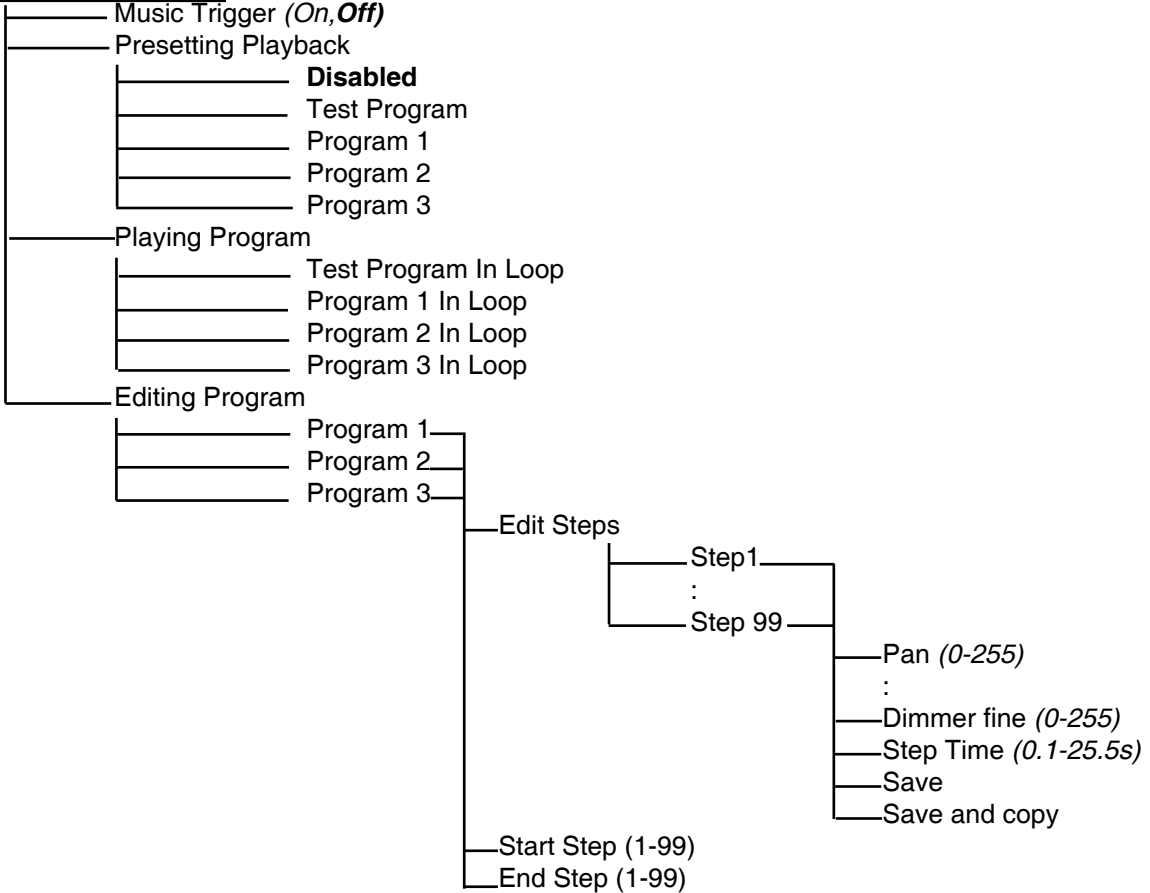 Music Trigger (On,Off)
Presetting Playback
Disabled
Test Program
Program 1
Program 2
Program 3
Playing Program
Test Program In Loop
Program 1 In Loop
Program 2 In Loop
Program 3 In Loop
Editing Program
Program 1
Program 2
Program 3
Edit Steps
Step1
:
Step 99
Pan (0-255)
:
Dimmer fine (0-255)
Step Time (0.1-25.5s)
Save
Save and copy
Start Step (1-99)
End Step (1-99)